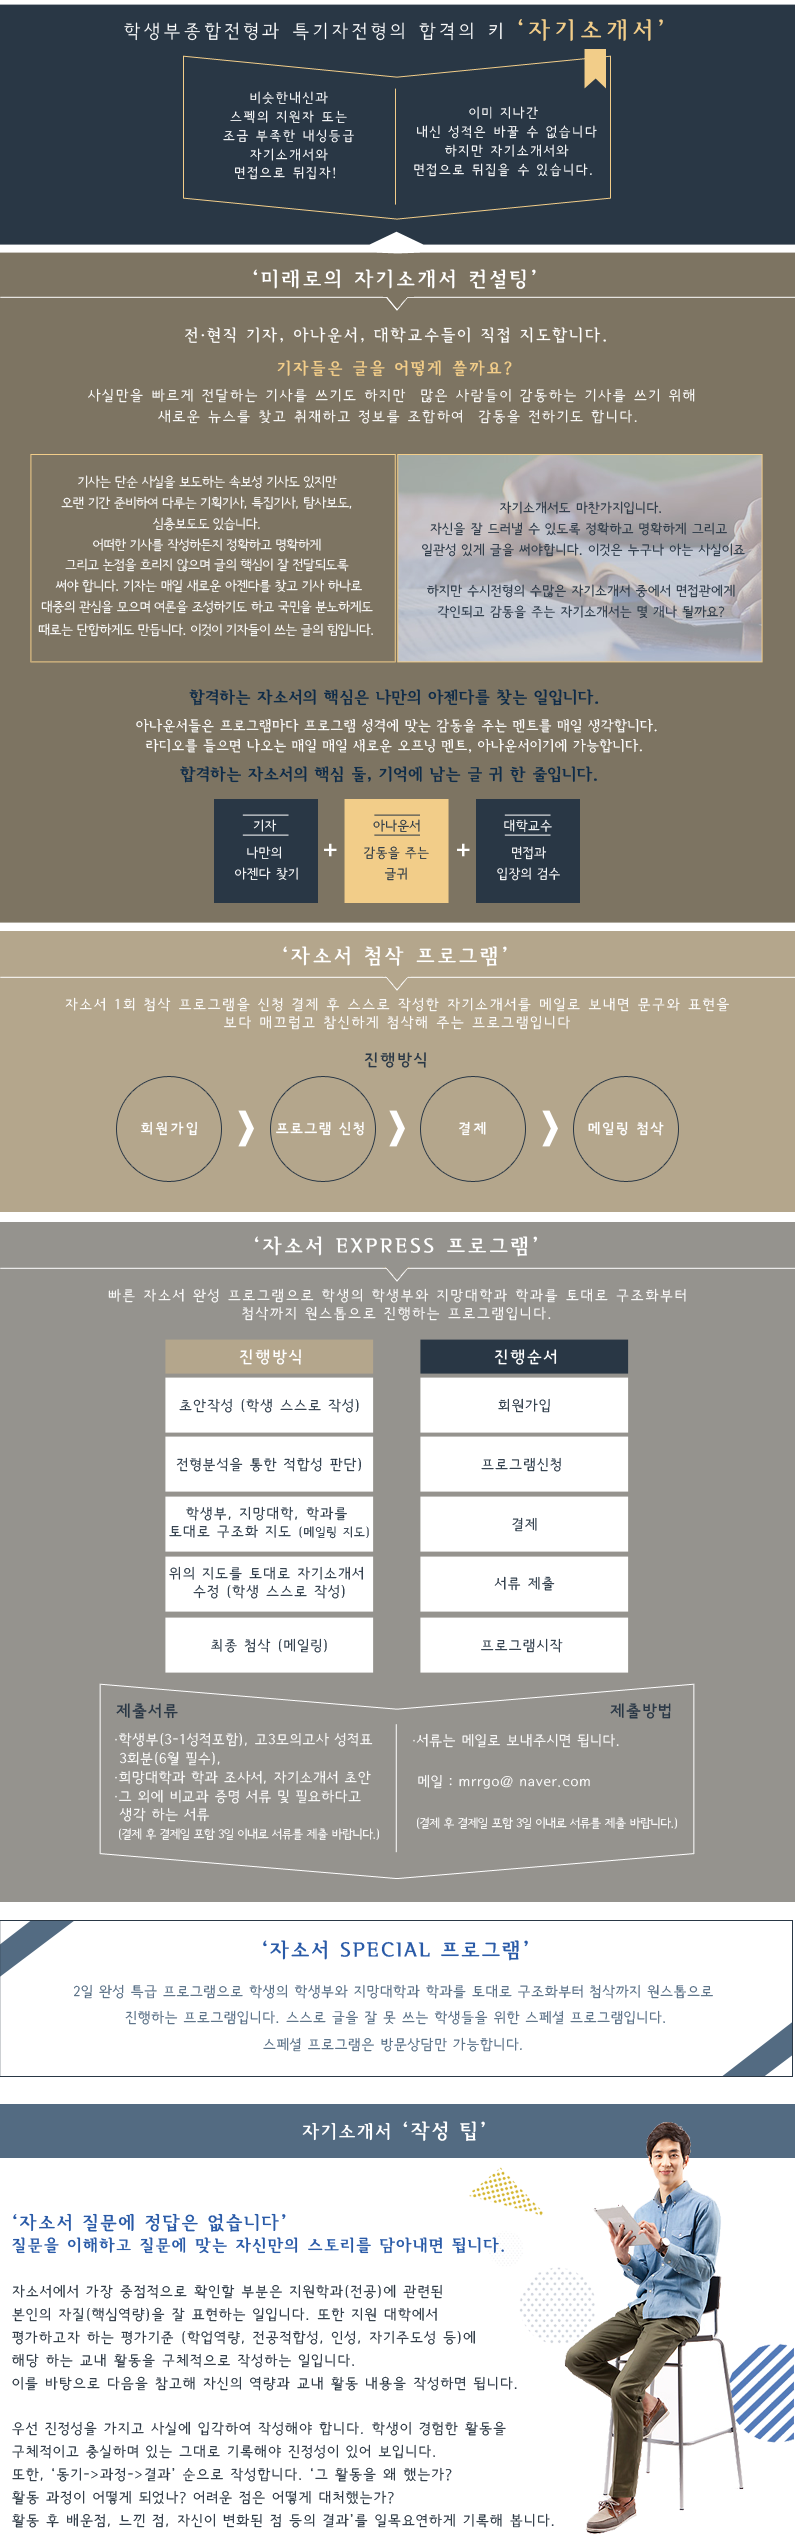 학생부종합전형과 특기자전형의 합격의 키 ‘자기소개서’
비슷한내신과
스펙의 지원자 또는
조금 부족한 내싱등급
자기소개서와
면접으로 뒤집자!
이미 지나간
내신 성적은 바꿀 수 없습니다
하지만 자기소개서와
면접으로 뒤집을 수 있습니다.
‘미래로의 자기소개서 컨설팅’
전·현직 기자, 아나운서, 대학교수들이 직접 지도합니다.
기자들은 글을 어떻게 쓸까요?
사실만을 빠르게 전달하는 기사를 쓰기도 하지만 많은 사람들이 감동하는 기사를 쓰기 위해
새로운 뉴스를 찾고 취재하고 정보를 조합하여 감동을 전하기도 합니다.
기사는 단순 사실을 보도하는 속보성 기사도 있지만
오랜 기간 준비하여 다루는 기획기사, 특집기사, 탐사보도,
심층보도도 있습니다.
어떠한 기사를 작성하든지 정확하고 명확하게
그리고 논점을 흐리지 않으며 글의 핵심이 잘 전달되도록
써야 합니다. 기자는 매일 새로운 아젠다를 찾고 기사 하나로
대중의 관심을 모으며 여론을 조성하기도 하고 국민을 분노하게도
때로는 단합하게도 만듭니다. 이것이 기자들이 쓰는 글의 힘입니다.
자기소개서도 마찬가지입니다.
자신을 잘 드러낼 수 있도록 정확하고 명확하게 그리고
일관성 있게 글을 써야합니다. 이것은 누구나 아는 사실이죠
하지만 수시전형의 수많은 자기소개서 중에서 면접관에게
각인되고 감동을 주는 자기소개서는 몇 개나 될까요?
합격하는 자소서의 핵심은 나만의 아젠다를 찾는 일입니다.
아나운서들은 프로그램마다 프로그램 성격에 맞는 감동을 주는 멘트를 매일 생각합니다.
라디오를 들으면 나오는 매일 매일 새로운 오프닝 멘트, 아나운서이기에 가능합니다.
합격하는 자소서의 핵심 둘, 기억에 남는 글 귀 한 줄입니다.
기자
나만의
아젠다 찾기
+
아나운서
감동을 주는
글귀
+
대학교수
면접과
입장의 검수
‘자소서 첨삭 프로그램’
자소서 1회 첨삭 프로그램을 신청 결제 후 스스로 작성한 자기소개서를 메일로 보내면 문구와 표현을
보다 매끄럽고 참신하게 첨삭해 주는 프로그램입니다
진행방식
회원가입
프로그램 신청
결제
메일링 첨삭
‘자소서 EXPRESS 프로그램’
빠른 자소서 완성 프로그램으로 학생의 학생부와 지망대학과 학과를 토대로 구조화부터
첨삭까지 원스톱으로 진행하는 프로그램입니다.
진행방식
초안작성 (학생 스스로 작성)
전형분석을 통한 적합성 판단)
학생부, 지망대학, 학과를
토대로 구조화 지도 (메일링 지도)
위의 지도를 토대로 자기소개서
수정 (학생 스스로 작성)
최종 첨삭 (메일링)
진행순서
회원가입
프로그램신청
결제
서류 제출
프로그램시작
제출서류
·학생부(3-1성적포함), 고3모의고사 성적표
3회분(6월 필수),
·희망대학과 학과 조사서, 자기소개서 초안
·그 외에 비교과 증명 서류 및 필요하다고
생각 하는 서류
(결제 후 결제일 포함 3일 이내로 서류를 제출 바랍니다.)
제출방법
·서류는 메일로 보내주시면 됩니다.
메일 : mrrgo@ naver.com
(결제 후 결제일 포함 3일 이내로 서류를 제출 바랍니다.)
‘자소서 SPECIAL 프로그램’
2일 완성 특급 프로그램으로 학생의 학생부와 지망대학과 학과를 토대로 구조화부터 첨삭까지 원스톱으로
진행하는 프로그램입니다. 스스로 글을 잘 못 쓰는 학생들을 위한 스페셜 프로그램입니다.
스페셜 프로그램은 방문상담만 가능합니다.
자기소개서 ‘작성 팁’
‘자소서 질문에 정답은 없습니다’
질문을 이해하고 질문에 맞는 자신만의 스토리를 담아내면 됩니다.
자소서에서 가장 중점적으로 확인할 부분은 지원학과(전공)에 관련된
본인의 자질(핵심역량)을 잘 표현하는 일입니다. 또한 지원 대학에서
평가하고자 하는 평가기준 (학업역량, 전공적합성, 인성, 자기주도성 등)에
해당 하는 교내 활동을 구체적으로 작성하는 일입니다.
이를 바탕으로 다음을 참고해 자신의 역량과 교내 활동 내용을 작성하면 됩니다.
우선 진정성을 가지고 사실에 입각하여 작성해야 합니다. 학생이 경험한 활동을
구체적이고 충실하며 있는 그대로 기록해야 진정성이 있어 보입니다.
또한, ‘동기->과정->결과’ 순으로 작성합니다. ‘그 활동을 왜 했는가?
활동 과정이 어떻게 되었나? 어려운 점은 어떻게 대처했는가?
활동 후 배운점, 느낀 점, 자신이 변화된 점 등의 결과’를 일목요연하게 기록해 봅니다.